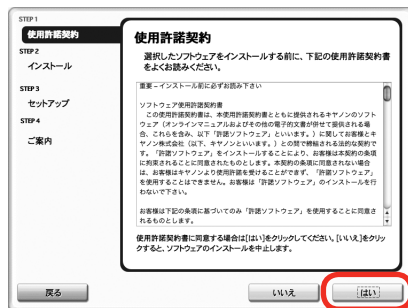 STEP 1
使用許諾契約
STEP 2
インストール
STEP 3
セットアップ
STEP 4
ご案内
使用許諾契約
選択したソフトウェアをインストールする前に、下記の使用許諾契約書
をよくお読みください。
重要－インストール前に必ずお読み下さい
ソフトウェア使用許諾契約書
この使用許諾契約書は、本使用許諾契約書とともに提供されるキヤノンのソフト
ウェア（オンラインマニュアルおよびその他の電子的文書が併せて提供される場
合、これらを含み、以下「許諾ソフトウェア」といいます。）に関してお客様とキ
ヤノン株式会社（以下、キヤノンといいます。）との間で締結される法的な契約で
す。「許諾ソフトウェア」をインストールすることにより、お客様は本契約の条項
に拘束されることに同意されたものとします。本契約の条項に同意されない場合
は、お客様はキヤノンより使用許諾を受けることができず、「許諾ソフトウェア」
を使用することはできません。お客様は「許諾ソフトウェア」のインストールを行
わないで下さい。
お客様は下記の条項に基づいてのみ「許諾ソフトウェア」を使用することに同意さ
れるものとします。
使用許諾契約書に同意する場合は[はい]をクリックしてください。[いいえ]をクリッ
クすると、ソフトウェアのインストールを中止します。
戻る
いいえ
はい